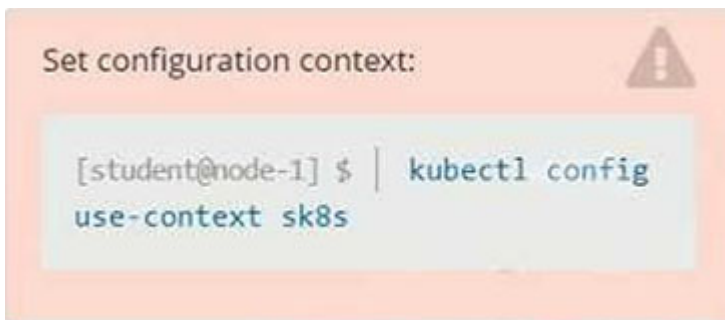 Set configuration context:
[student@node-1] $ | kubectl config
use-context sk8s